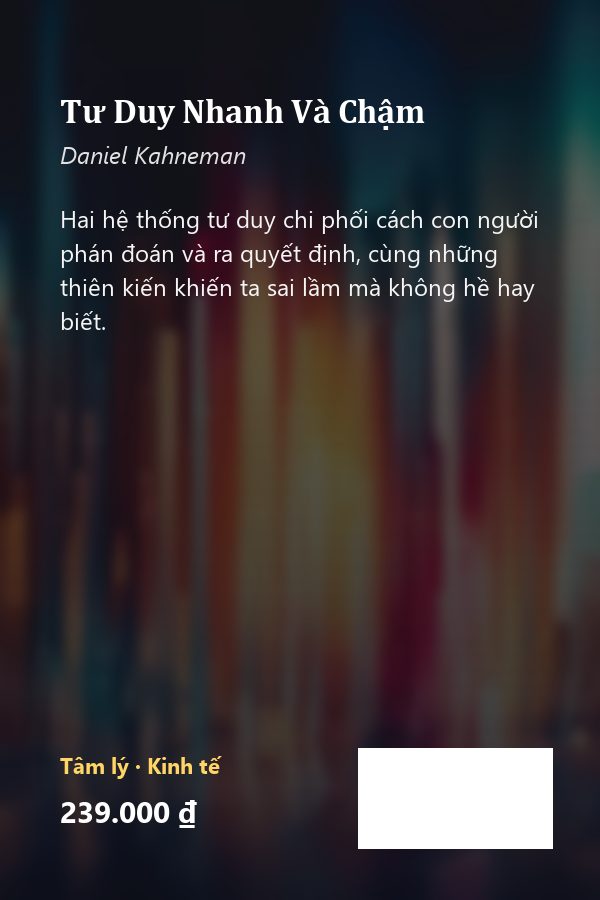 Tư Duy Nhanh Và Chậm
Daniel Kahneman
Hai hệ thống tư duy chi phối cách con người
phán đoán và ra quyết định, cùng những
thiên kiến khiến ta sai lầm mà không hề hay
biết.
Tâm lý · Kinh tế
239.000 ₫